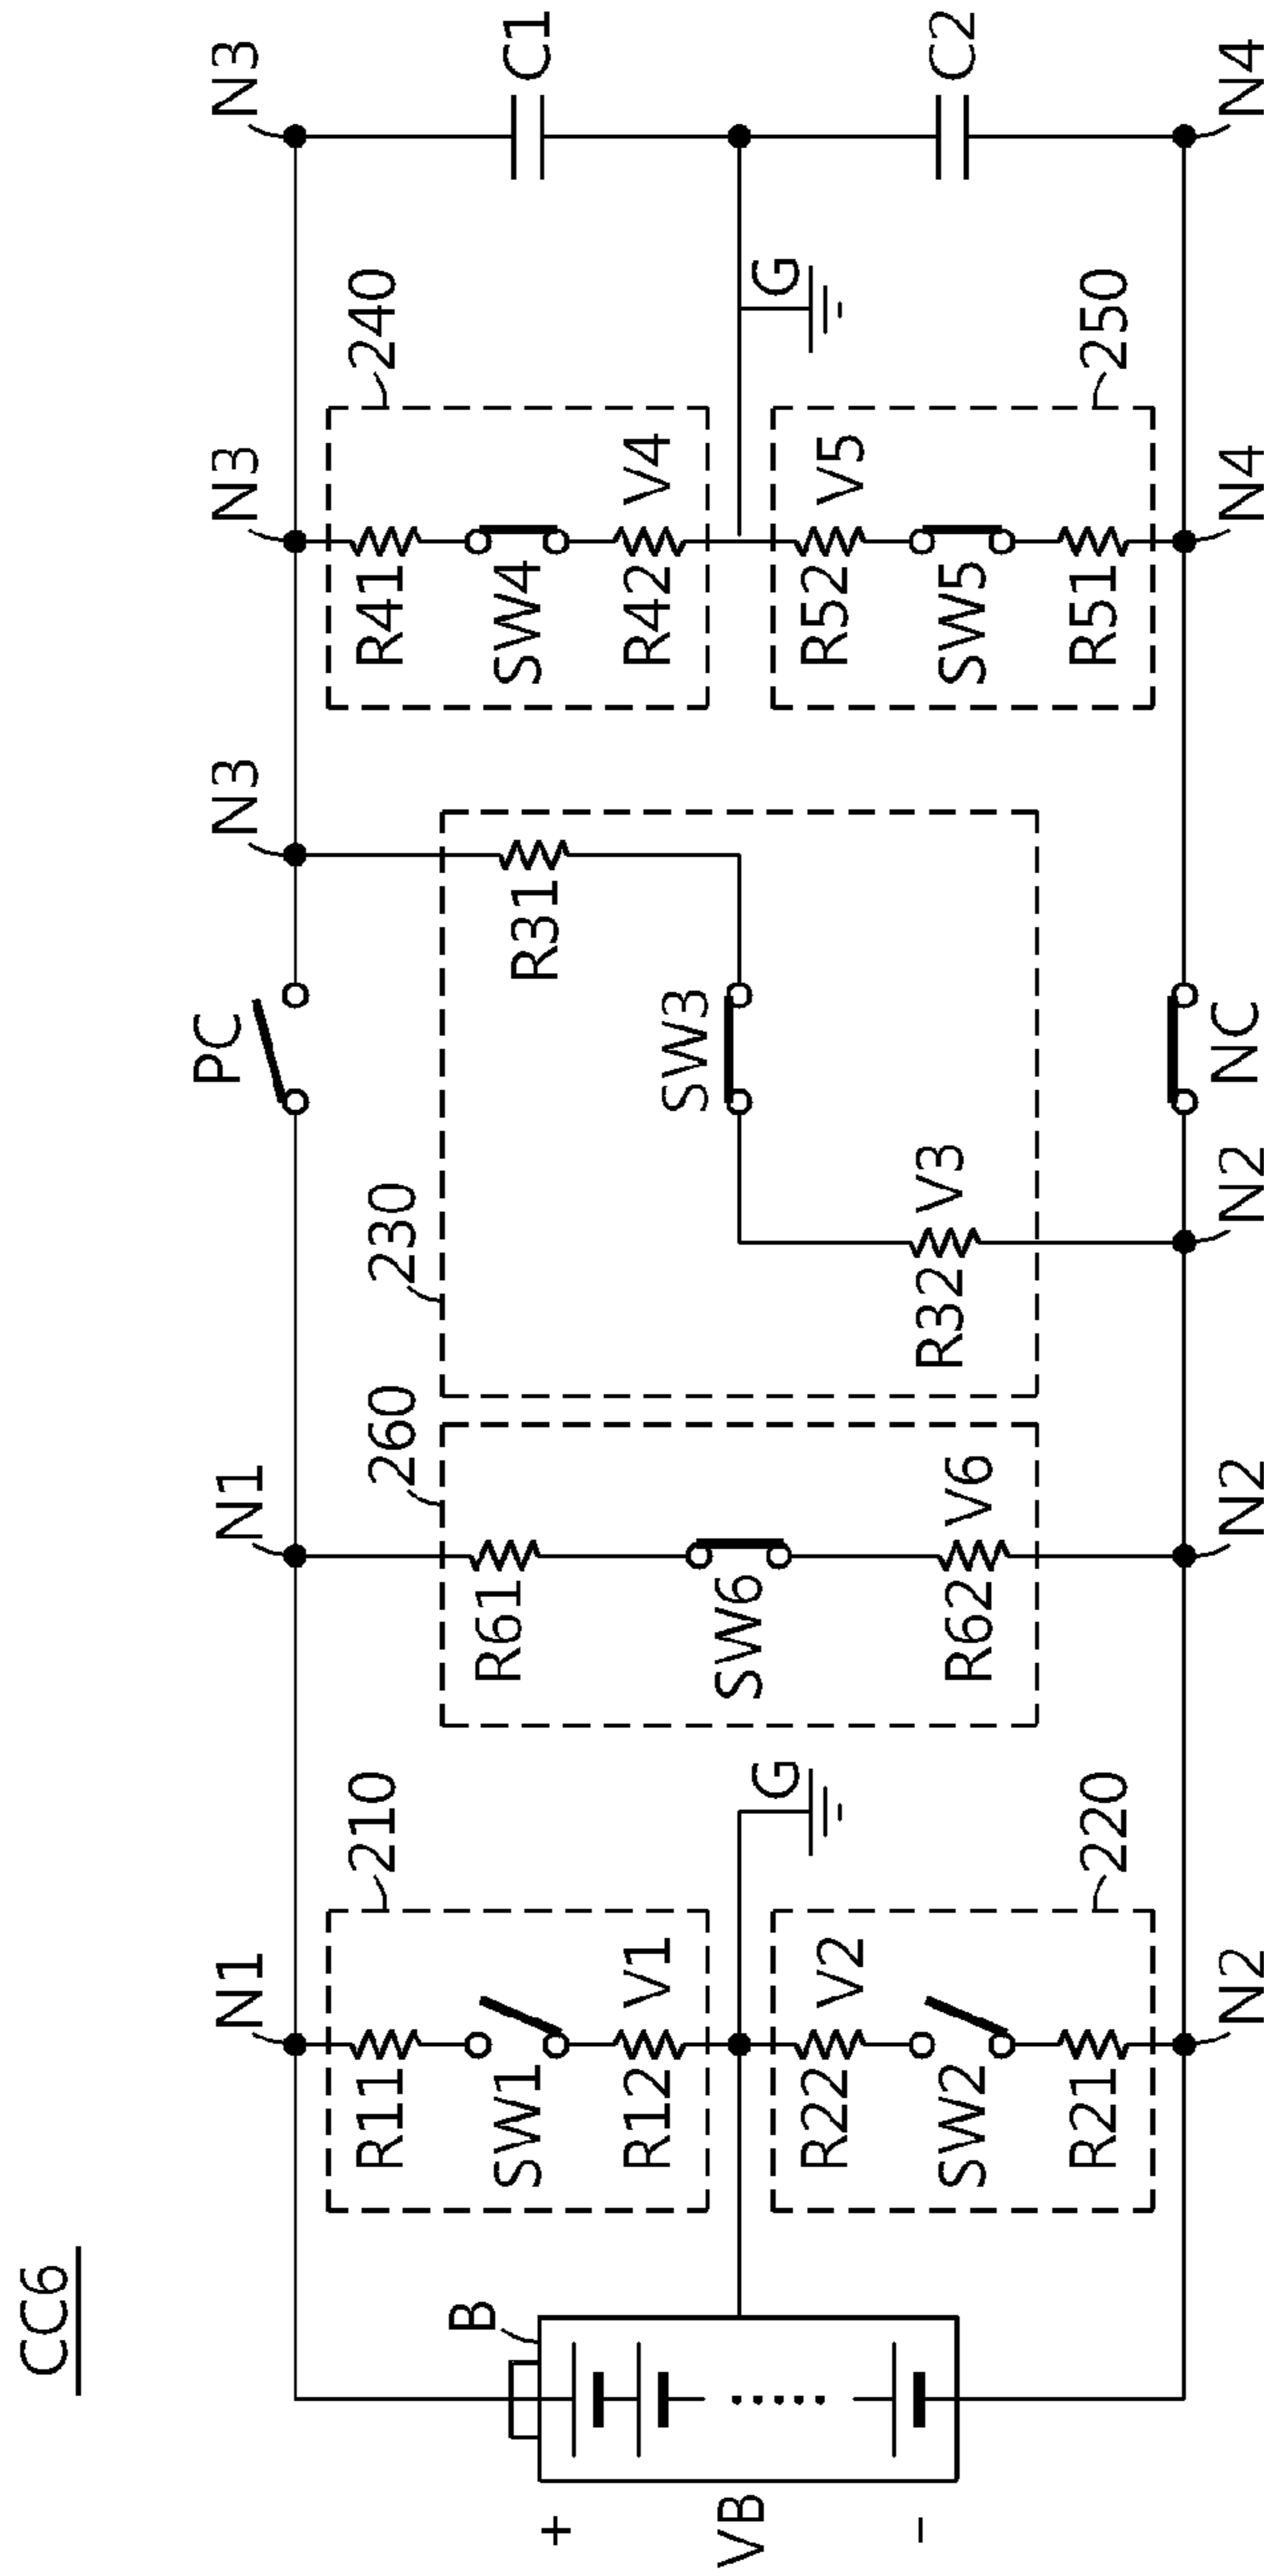 CC6
N1
N1
PC
N3
N3
N3
210
260
230
240
R11
SW1
R12
V1
R61
SW6
R62
V6
R31
SW3
R32
V3
R41
SW4
R42
V4
C1
+
VB
-
B
G
G
220
250
R22
V2
SW2
R21
R52
V5
SW5
R51
C2
N2
N2
N2
NC
N4
N4